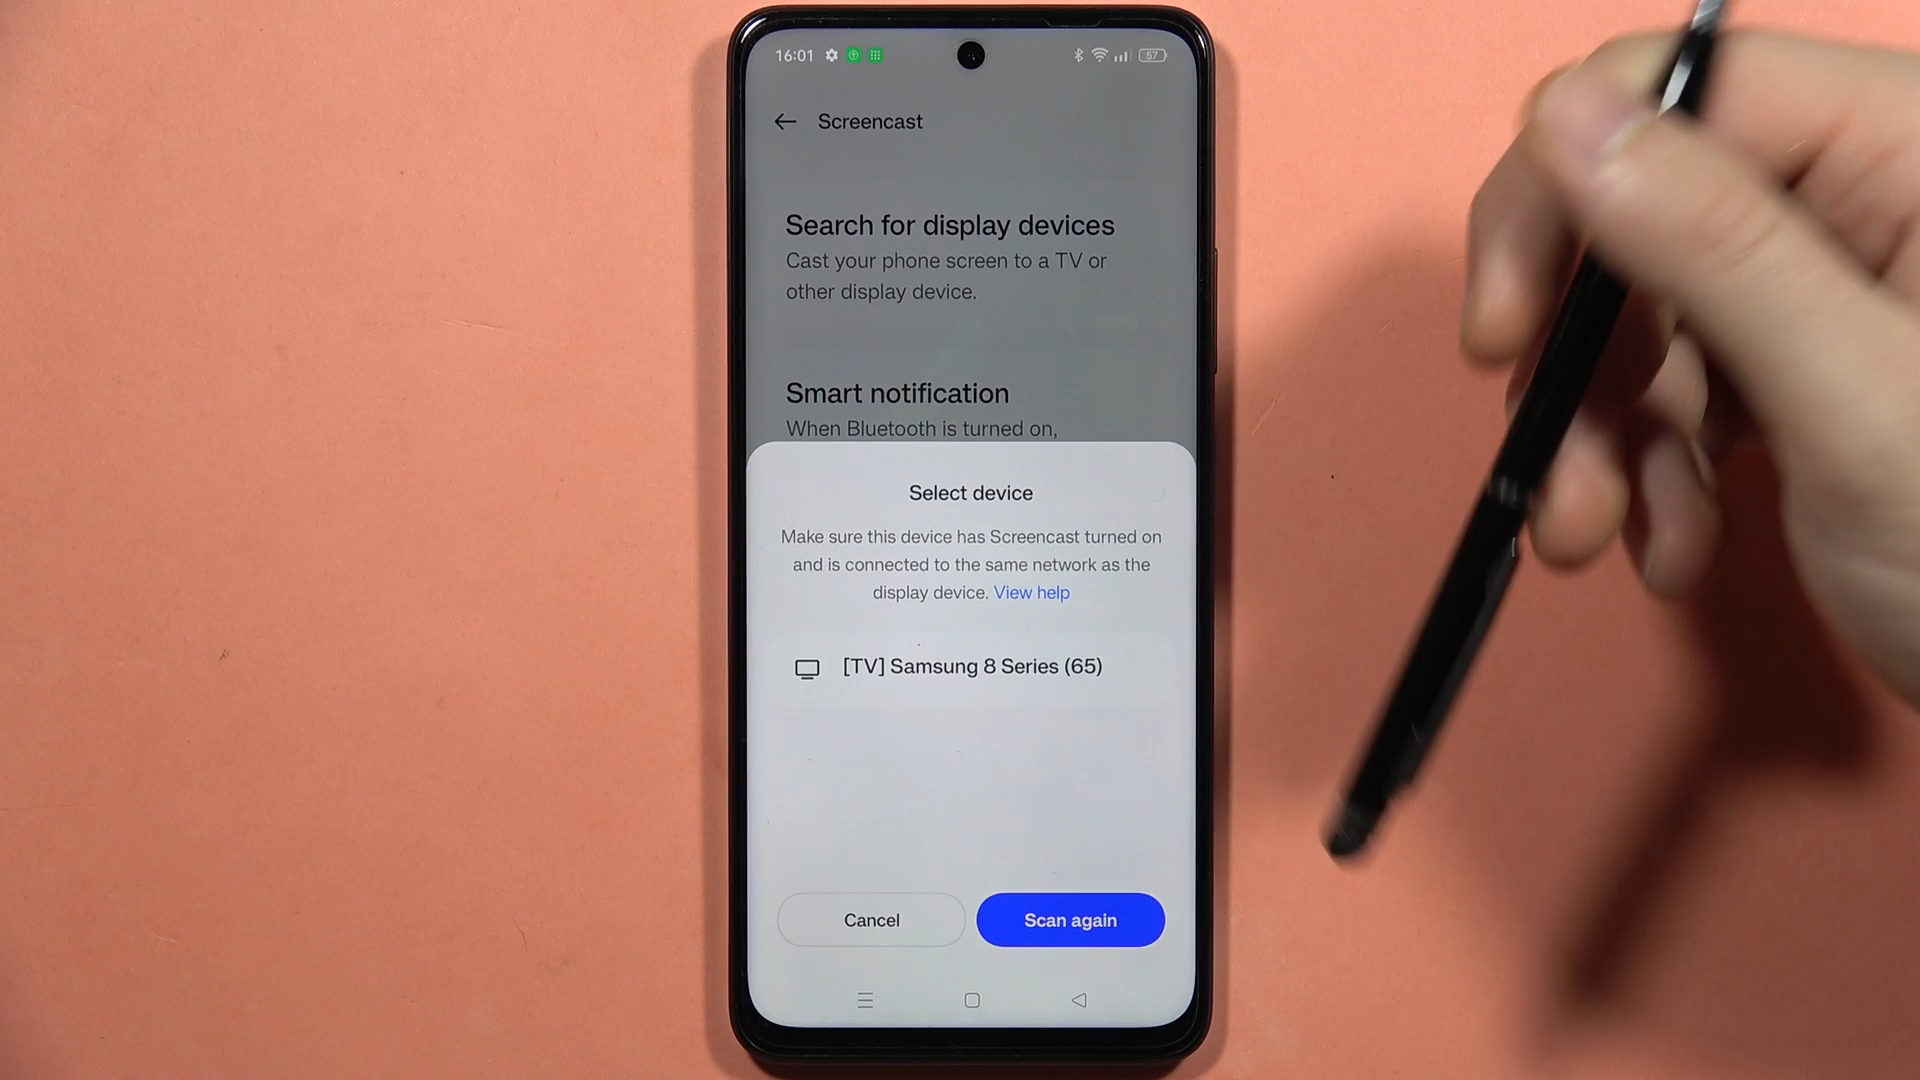 16:01
57
Screencast
Search for display devices
Cast your phone screen to a TV or
other display device.
Smart notification
When Bluetooth is turned on,
Select device
Make sure this device has Screencast turned on
and is connected to the same network as the
display device. View help
[TV] Samsung 8 Series (65)
Cancel
Scan again